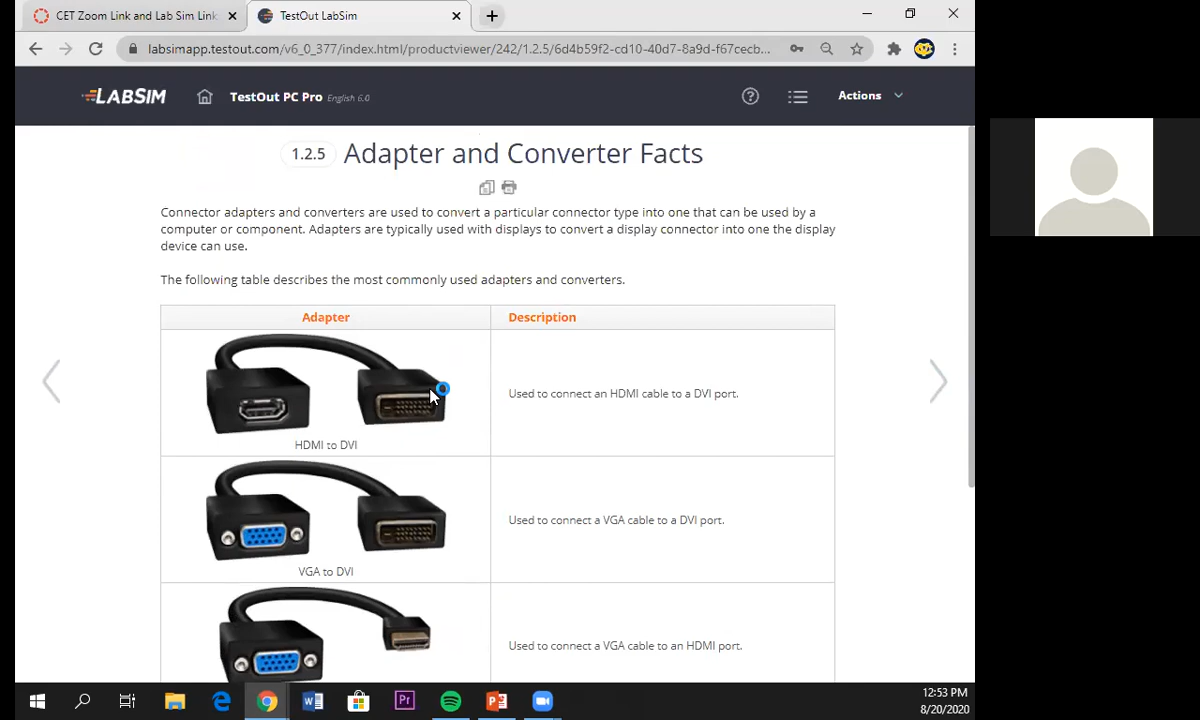 CET Zoom Link and Lab Sim Link
TestOut LabSim
labsimapp.testout.com/v6_0_377/index.html/productviewer/242/1.2.5/6d4b59f2-cd10-40d7-8a9d-f67cecb...
LABSIM
TestOut PC Pro English 6.0
Actions
1.2.5 Adapter and Converter Facts
Connector adapters and converters are used to convert a particular connector type into one that can be used by a
computer or component. Adapters are typically used with displays to convert a display connector into one the display
device can use.
The following table describes the most commonly used adapters and converters.
Adapter
Description
Used to connect an HDMI cable to a DVI port.
HDMI to DVI
Used to connect a VGA cable to a DVI port.
VGA to DVI
Used to connect a VGA cable to an HDMI port.
12:53 PM
8/20/2020